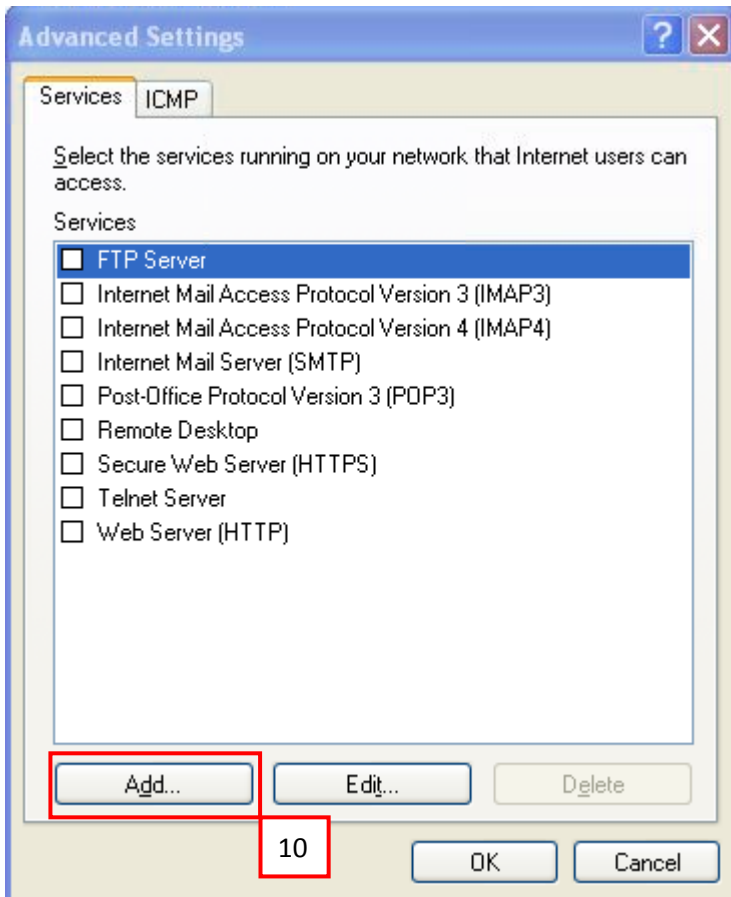 Advanced Settings
Services
ICMP
Select the services running on your network that Internet users can
access.
Services
FTP Server
Internet Mail Access Protocol Version 3 (IMAP3)
Internet Mail Access Protocol Version 4 (IMAP4)
Internet Mail Server (SMTP)
Post-Office Protocol Version 3 (POP3)
Remote Desktop
Secure Web Server (HTTPS)
Telnet Server
Web Server (HTTP)
Add...
Edit...
Delete
10
OK
Cancel